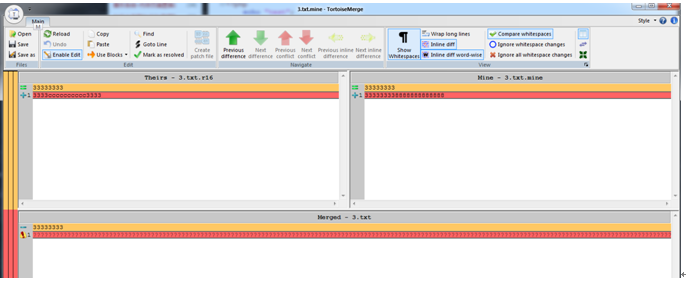 3.txt.mine - TortoiseMerge
Main
M
Style
Open
Save
Save as
Files
Reload
Undo
Enable Edit
Copy
Paste
Use Blocks
Find
Goto Line
Mark as resolved
Edit
Create patch file
Previous difference
Next difference
Previous conflict
Next conflict
Previous inline difference
Next inline difference
Navigate
Show Whitespaces
Wrap long lines
Inline diff
Inline diff word-wise
Compare whitespaces
Ignore whitespace changes
Ignore all whitespace changes
View
Theirs - 3.txt.r16
33333333
1
3333cccccccccc3333
Mine - 3.txt.mine
33333333
1
Merged - 3.txt
33333333
1